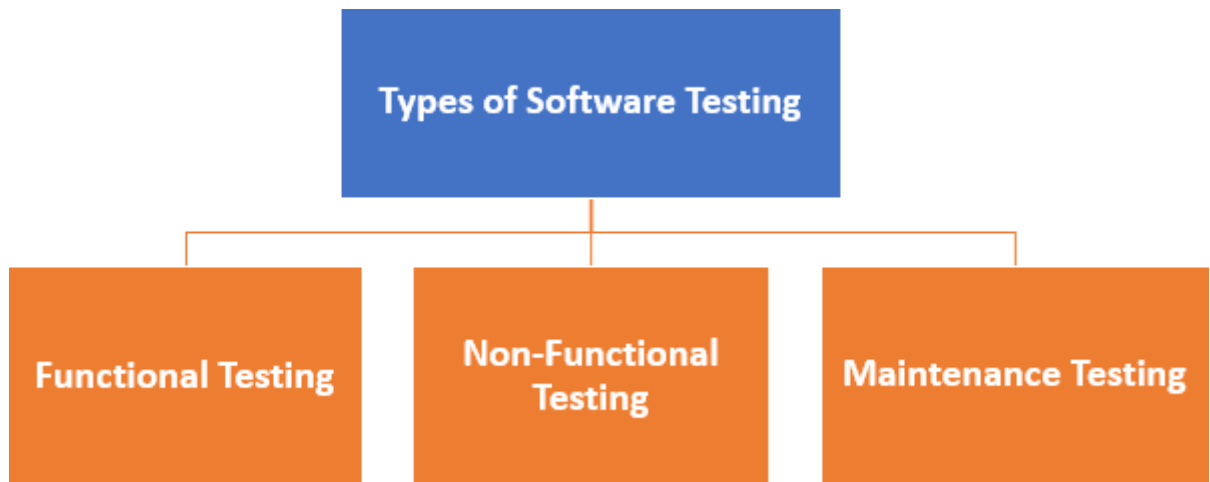 Types of Software Testing
Functional Testing
Non-Functional
Testing
Maintenance Testing